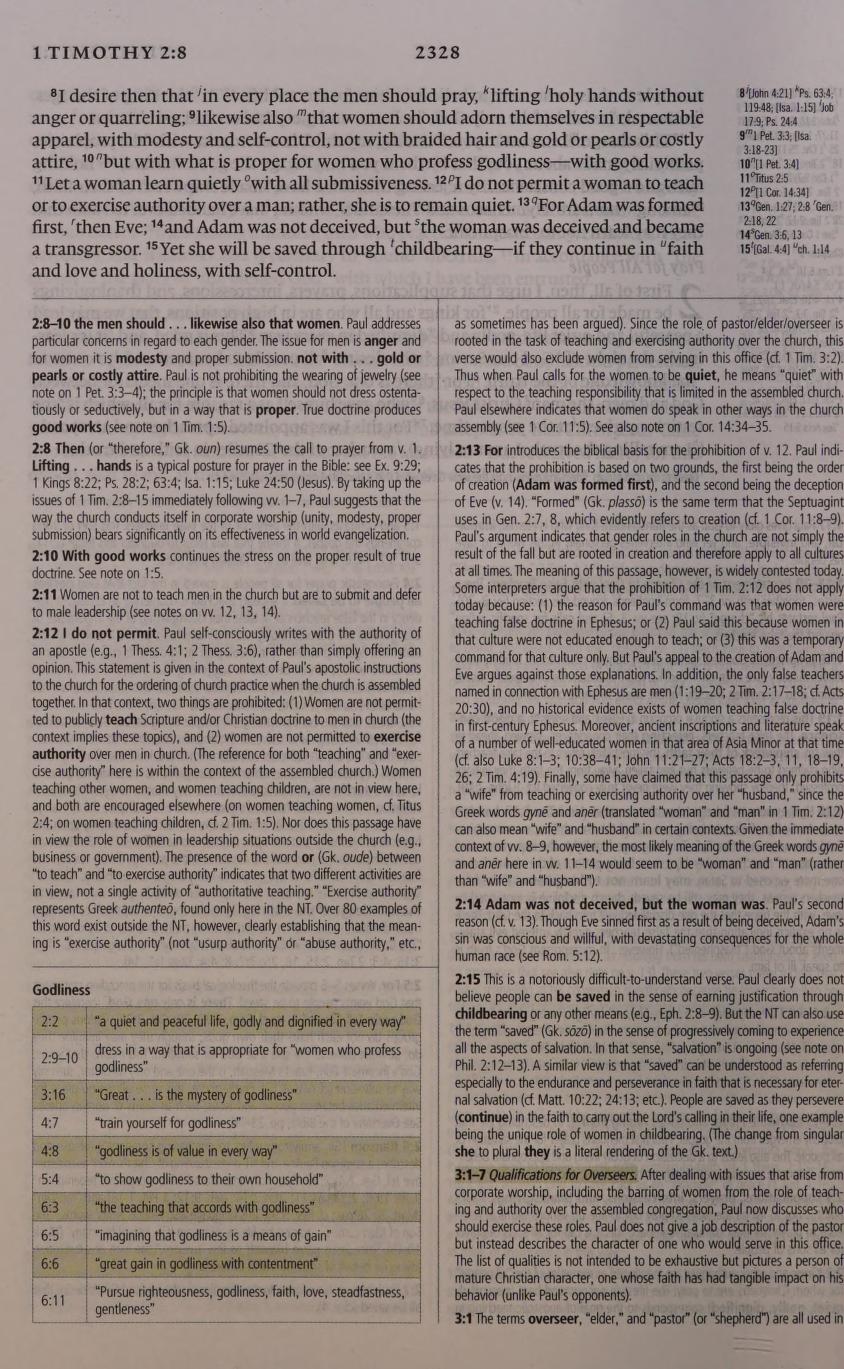 1 TIMOTHY 2:8
2328
⁸I desire then that ʲin every place the men should pray, ᵏlifting ˡholy hands without
anger or quarreling; ⁹likewise also ᵐthat women should adorn themselves in respectable
apparel, with modesty and self-control, not with braided hair and gold or pearls or costly
attire, ¹⁰ⁿbut with what is proper for women who profess godliness—with good works.
¹¹Let a woman learn quietly ᵒwith all submissiveness. ¹²ᵖI do not permit a woman to teach
or to exercise authority over a man; rather, she is to remain quiet. ¹³�qFor Adam was formed
first, ʳthen Eve; ¹⁴and Adam was not deceived, but ˢthe woman was deceived and became
a transgressor. ¹⁵Yet she will be saved through ᵗchildbearing—if they continue in ᵘfaith
and love and holiness, with self-control.
8ʲ[John 4:21] ᵏPs. 63:4;
119:48; [Isa. 1:15] ˡJob
17:9; Ps. 24:4
9ᵐ1 Pet. 3:3; [Isa.
3:18-23]
10ⁿ[1 Pet. 3:4]
11ᵒTitus 2:5
12ᵖ[1 Cor. 14:34]
13qGen. 1:27; 2:8 ʳGen.
2:18, 22
14ˢGen. 3:6, 13
15ᵗ[Gal. 4:4] ᵘch. 1:14
2:8–10 the men should . . . likewise also that women. Paul addresses
particular concerns in regard to each gender. The issue for men is anger and
for women it is modesty and proper submission. not with . . . gold or
pearls or costly attire. Paul is not prohibiting the wearing of jewelry (see
note on 1 Pet. 3:3–4); the principle is that women should not dress ostenta-
tiously or seductively, but in a way that is proper. True doctrine produces
good works (see note on 1 Tim. 1:5).
2:8 Then (or "therefore," Gk. oun) resumes the call to prayer from v. 1.
Lifting . . . hands is a typical posture for prayer in the Bible: see Ex. 9:29;
1 Kings 8:22; Ps. 28:2; 63:4; Isa. 1:15; Luke 24:50 (Jesus). By taking up the
issues of 1 Tim. 2:8–15 immediately following vv. 1–7, Paul suggests that the
way the church conducts itself in corporate worship (unity, modesty, proper
submission) bears significantly on its effectiveness in world evangelization.
2:10 With good works continues the stress on the proper result of true
doctrine. See note on 1:5.
2:11 Women are not to teach men in the church but are to submit and defer
to male leadership (see notes on vv. 12, 13, 14).
2:12 I do not permit. Paul self-consciously writes with the authority of
an apostle (e.g., 1 Thess. 4:1; 2 Thess. 3:6), rather than simply offering an
opinion. This statement is given in the context of Paul's apostolic instructions
to the church for the ordering of church practice when the church is assembled
together. In that context, two things are prohibited: (1) Women are not permit-
ted to publicly teach Scripture and/or Christian doctrine to men in church (the
context implies these topics), and (2) women are not permitted to exercise
authority over men in church. (The reference for both "teaching" and "exer-
cise authority" here is within the context of the assembled church.) Women
teaching other women, and women teaching children, are not in view here,
and both are encouraged elsewhere (on women teaching women, cf. Titus
2:4; on women teaching children, cf. 2 Tim. 1:5). Nor does this passage have
in view the role of women in leadership situations outside the church (e.g.,
business or government). The presence of the word or (Gk. oude) between
"to teach" and "to exercise authority" indicates that two different activities are
in view, not a single activity of "authoritative teaching." "Exercise authority"
represents Greek authenteō, found only here in the NT. Over 80 examples of
this word exist outside the NT, however, clearly establishing that the mean-
ing is "exercise authority" (not "usurp authority" or "abuse authority," etc.,
Godliness
2:2 "a quiet and peaceful life, godly and dignified in every way"
2:9–10 dress in a way that is appropriate for "women who profess
godliness"
3:16 "Great . . . is the mystery of godliness"
4:7 "train yourself for godliness"
4:8 "godliness is of value in every way"
5:4 "to show godliness to their own household"
6:3 "the teaching that accords with godliness"
6:5 "imagining that godliness is a means of gain"
6:6 "great gain in godliness with contentment"
6:11 "Pursue righteousness, godliness, faith, love, steadfastness,
gentleness"
as sometimes has been argued). Since the role of pastor/elder/overseer is
rooted in the task of teaching and exercising authority over the church, this
verse would also exclude women from serving in this office (cf. 1 Tim. 3:2).
Thus when Paul calls for the women to be quiet, he means "quiet" with
respect to the teaching responsibility that is limited in the assembled church.
Paul elsewhere indicates that women do speak in other ways in the church
assembly (see 1 Cor. 11:5). See also note on 1 Cor. 14:34–35.
2:13 For introduces the biblical basis for the prohibition of v. 12. Paul indi-
cates that the prohibition is based on two grounds, the first being the order
of creation (Adam was formed first), and the second being the deception
of Eve (v. 14). "Formed" (Gk. plassō) is the same term that the Septuagint
uses in Gen. 2:7, 8, which evidently refers to creation (cf. 1 Cor. 11:8–9).
Paul's argument indicates that gender roles in the church are not simply the
result of the fall but are rooted in creation and therefore apply to all cultures
at all times. The meaning of this passage, however, is widely contested today.
Some interpreters argue that the prohibition of 1 Tim. 2:12 does not apply
today because: (1) the reason for Paul's command was that women were
teaching false doctrine in Ephesus; or (2) Paul said this because women in
that culture were not educated enough to teach; or (3) this was a temporary
command for that culture only. But Paul's appeal to the creation of Adam and
Eve argues against those explanations. In addition, the only false teachers
named in connection with Ephesus are men (1:19–20; 2 Tim. 2:17–18; cf. Acts
20:30), and no historical evidence exists of women teaching false doctrine
in first-century Ephesus. Moreover, ancient inscriptions and literature speak
of a number of well-educated women in that area of Asia Minor at that time
(cf. also Luke 8:1–3; 10:38–41; John 11:21–27; Acts 18:2–3, 11, 18–19,
26; 2 Tim. 4:19). Finally, some have claimed that this passage only prohibits
a "wife" from teaching or exercising authority over her "husband," since the
Greek words gynē and anēr (translated "woman" and "man" in 1 Tim. 2:12)
can also mean "wife" and "husband" in certain contexts. Given the immediate
context of vv. 8–9, however, the most likely meaning of the Greek words gynē
and anēr here in vv. 11–14 would seem to be "woman" and "man" (rather
than "wife" and "husband").
2:14 Adam was not deceived, but the woman was. Paul's second
reason (cf. v. 13). Though Eve sinned first as a result of being deceived, Adam's
sin was conscious and willful, with devastating consequences for the whole
human race (see Rom. 5:12).
2:15 This is a notoriously difficult-to-understand verse. Paul clearly does not
believe people can be saved in the sense of earning justification through
childbearing or any other means (e.g., Eph. 2:8–9). But the NT can also use
the term "saved" (Gk. sōzō) in the sense of progressively coming to experience
all the aspects of salvation. In that sense, "salvation" is ongoing (see note on
Phil. 2:12–13). A similar view is that "saved" can be understood as referring
especially to the endurance and perseverance in faith that is necessary for eter-
nal salvation (cf. Matt. 10:22; 24:13; etc.). People are saved as they persevere
(continue) in the faith to carry out the Lord's calling in their life, one example
being the unique role of women in childbearing. (The change from singular
she to plural they is a literal rendering of the Gk. text.)
3:1–7 Qualifications for Overseers. After dealing with issues that arise from
corporate worship, including the barring of women from the role of teach-
ing and authority over the assembled congregation, Paul now discusses who
should exercise these roles. Paul does not give a job description of the pastor
but instead describes the character of one who would serve in this office.
The list of qualities is not intended to be exhaustive but pictures a person of
mature Christian character, one whose faith has had tangible impact on his
behavior (unlike Paul's opponents).
3:1 The terms overseer, "elder," and "pastor" (or "shepherd") are all used in